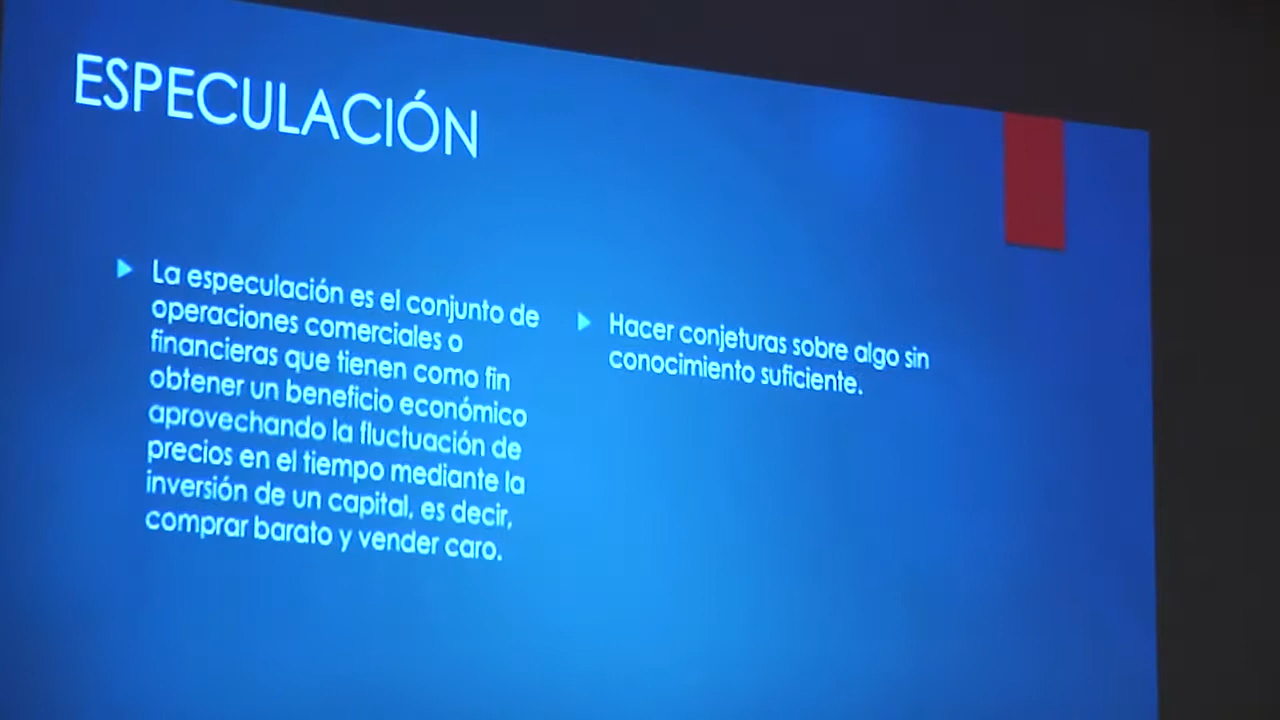 ESPECULACIÓN
La especulación es el conjunto de
operaciones comerciales o
financieras que tienen como fin
obtener un beneficio económico
aprovechando la fluctuación de
precios en el tiempo mediante la
inversión de un capital, es decir,
comprar barato y vender caro.
Hacer conjeturas sobre algo sin
conocimiento suficiente.